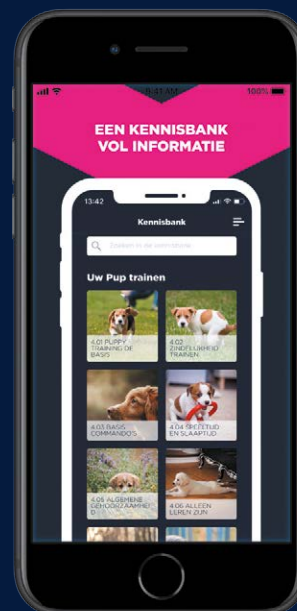 9:41 AM
100%
EEN KENNISBANK
VOL INFORMATIE
13:42
Kennisbank
Zoeken in de kennisbank
Uw Pup trainen
4.01 PUPPY
TRAINING DE
BASIS
4.02
ZINDELIJKHEID
TRAINEN
4.03 BASIS
COMMANDO'S
4.04 SPEELTIJD
EN SLAAPTIJD
4.05 ALGEMENE
GEHOORZAAMHEI
D
4.06 ALLEEN
LEREN ZIJN